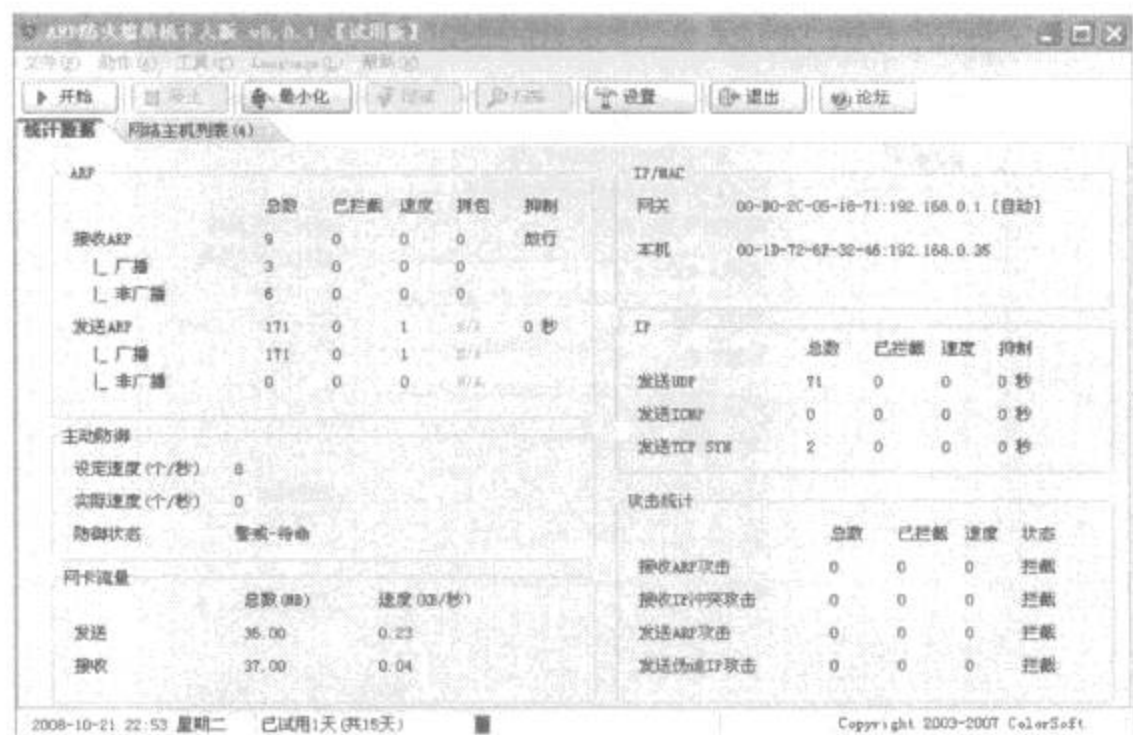 ARP防火墙单机个人版 v6.0.1 【试用版】
文件(F) 动作(A) 工具(T) Language(L) 帮助(H)
开始 停止 最小化 扫描 设置 退出 论坛
统计数据 网络主机列表(4)
ARP
总数 已拦截 速度 抓包 抑制
接收ARP 9 0 0 0 放行
|_ 广播 3 0 0 0
|_ 非广播 6 0 0 0
发送ARP 171 0 1 N/A 0 秒
|_ 广播 171 0 1 N/A
|_ 非广播 0 0 0 N/A
主动防御
设定速度(个/秒) 0
实际速度(个/秒) 0
防御状态 警戒-待命
网卡流量
总数(MB) 速度(KB/秒)
发送 36.00 0.23
接收 37.00 0.04
IP/MAC
网关 00-B0-2C-05-16-71:192.168.0.1 [自动]
本机 00-1D-72-6F-32-46:192.168.0.35
IP
总数 已拦截 速度 抑制
发送UDP 71 0 0 0 秒
发送ICMP 0 0 0 0 秒
发送TCP SYN 2 0 0 0 秒
攻击统计
总数 已拦截 速度 状态
接收ARP攻击 0 0 0 拦截
接收IP冲突攻击 0 0 0 拦截
发送ARP攻击 0 0 0 拦截
发送伪造IP攻击 0 0 0 拦截
2008-10-21 22:53 星期二 已试用1天(共15天) Copyright 2003-2007 ColorSoft